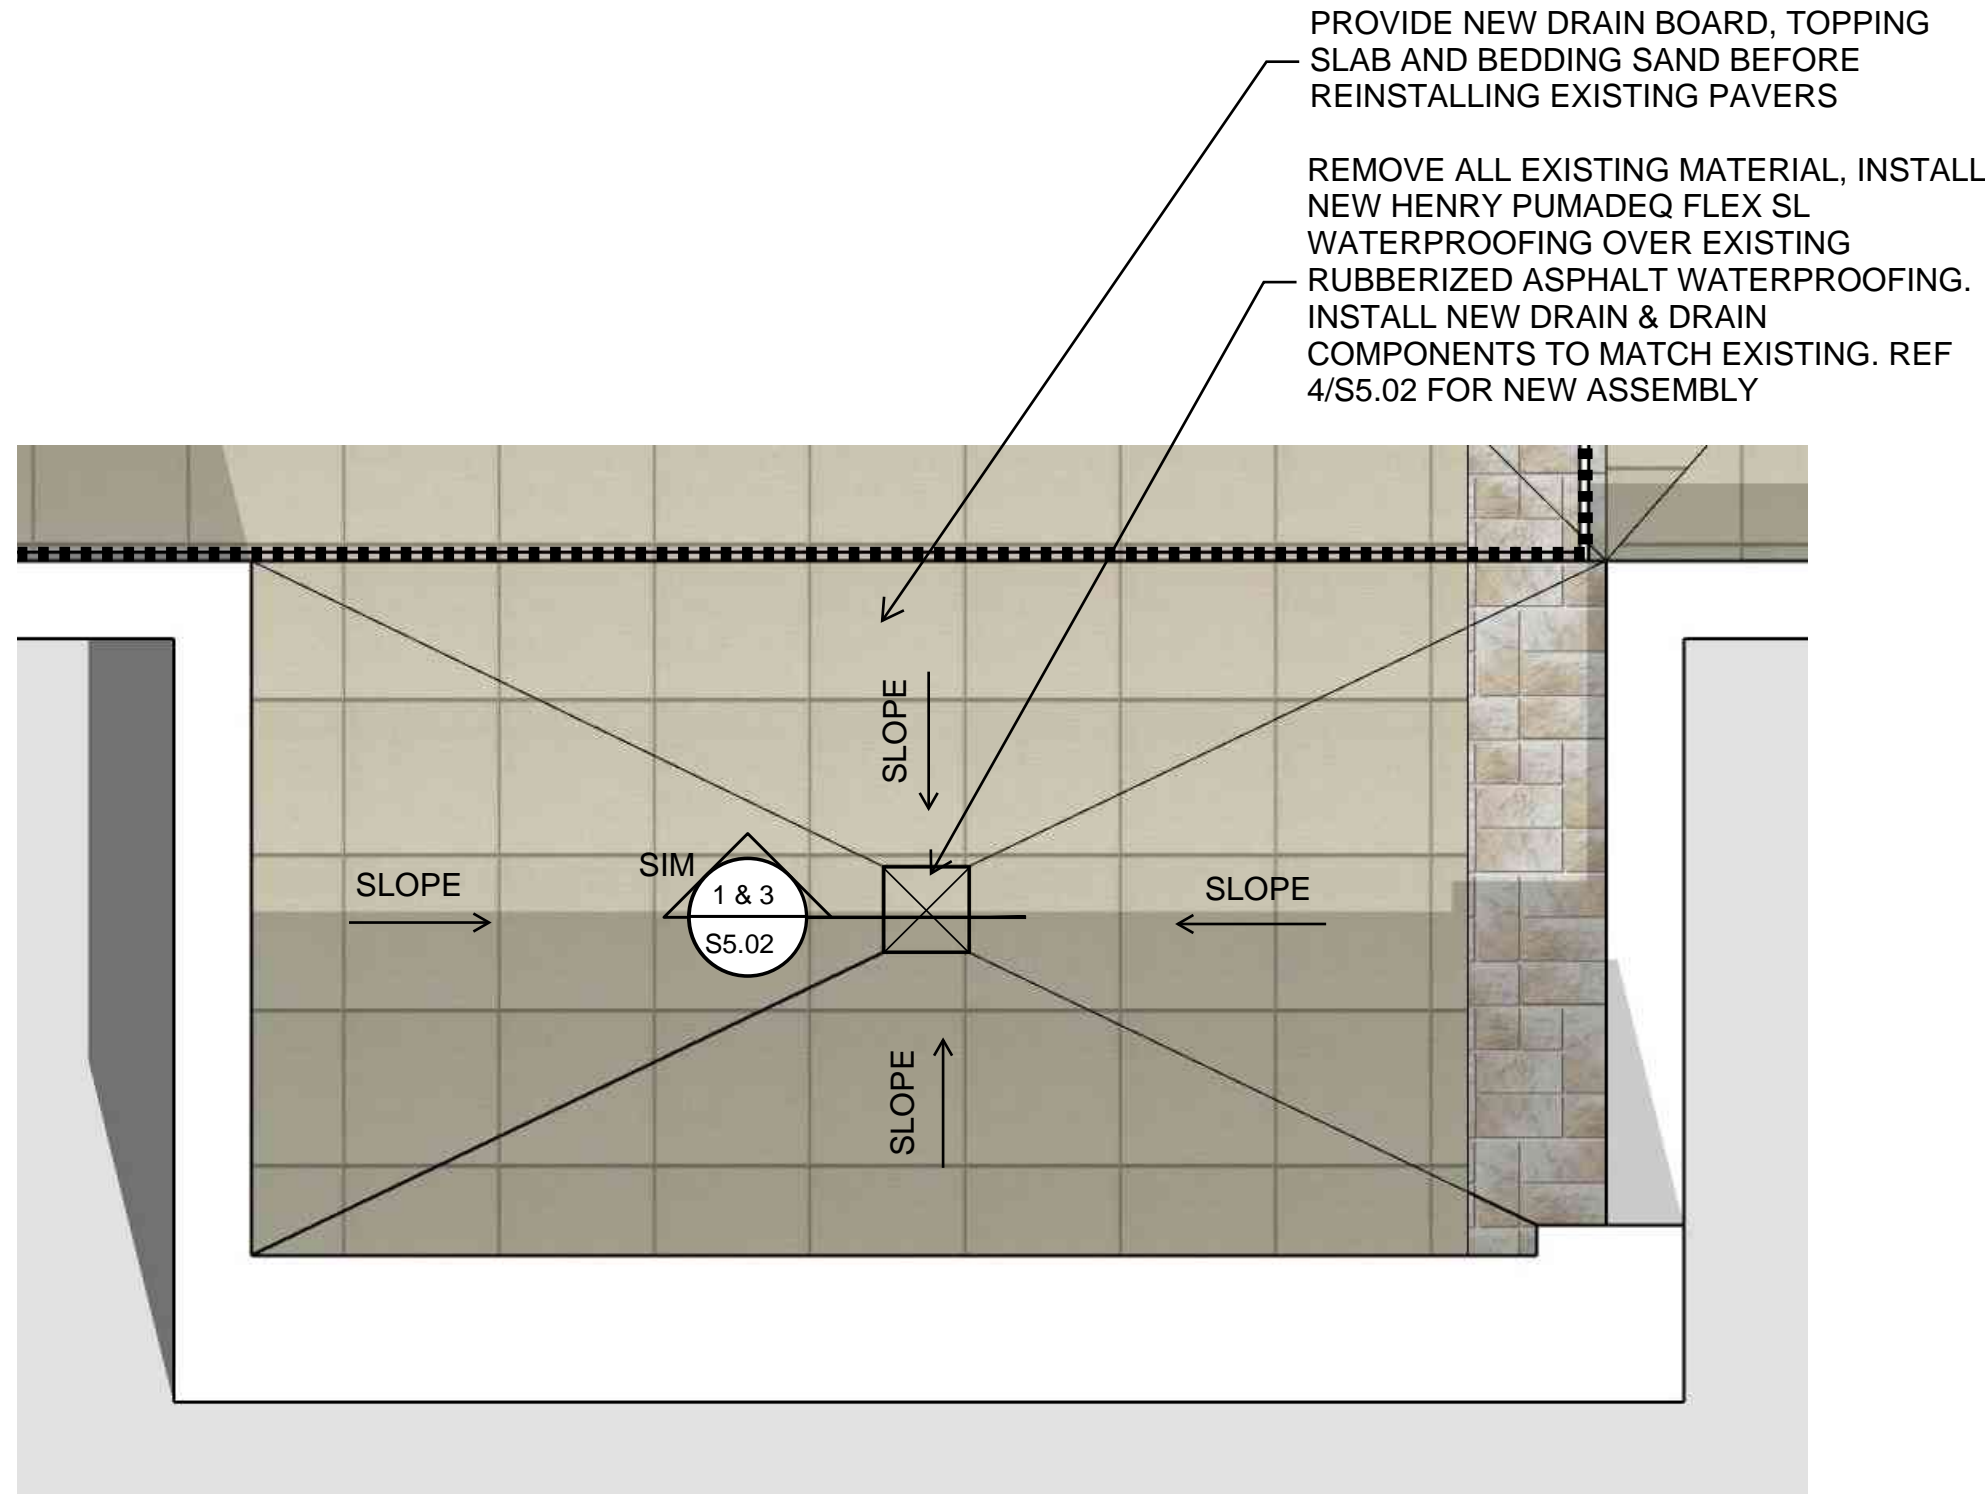 PROVIDE NEW DRAIN BOARD, TOPPING
SLAB AND BEDDING SAND BEFORE
REINSTALLING EXISTING PAVERS
REMOVE ALL EXISTING MATERIAL, INSTALL
NEW HENRY PUMADEQ FLEX SL
WATERPROOFING OVER EXISTING
RUBBERIZED ASPHALT WATERPROOFING.
INSTALL NEW DRAIN & DRAIN
COMPONENTS TO MATCH EXISTING. REF
4/S5.02 FOR NEW ASSEMBLY
SLOPE
SIM
1 & 3
S5.02
SLOPE
SLOPE
SLOPE